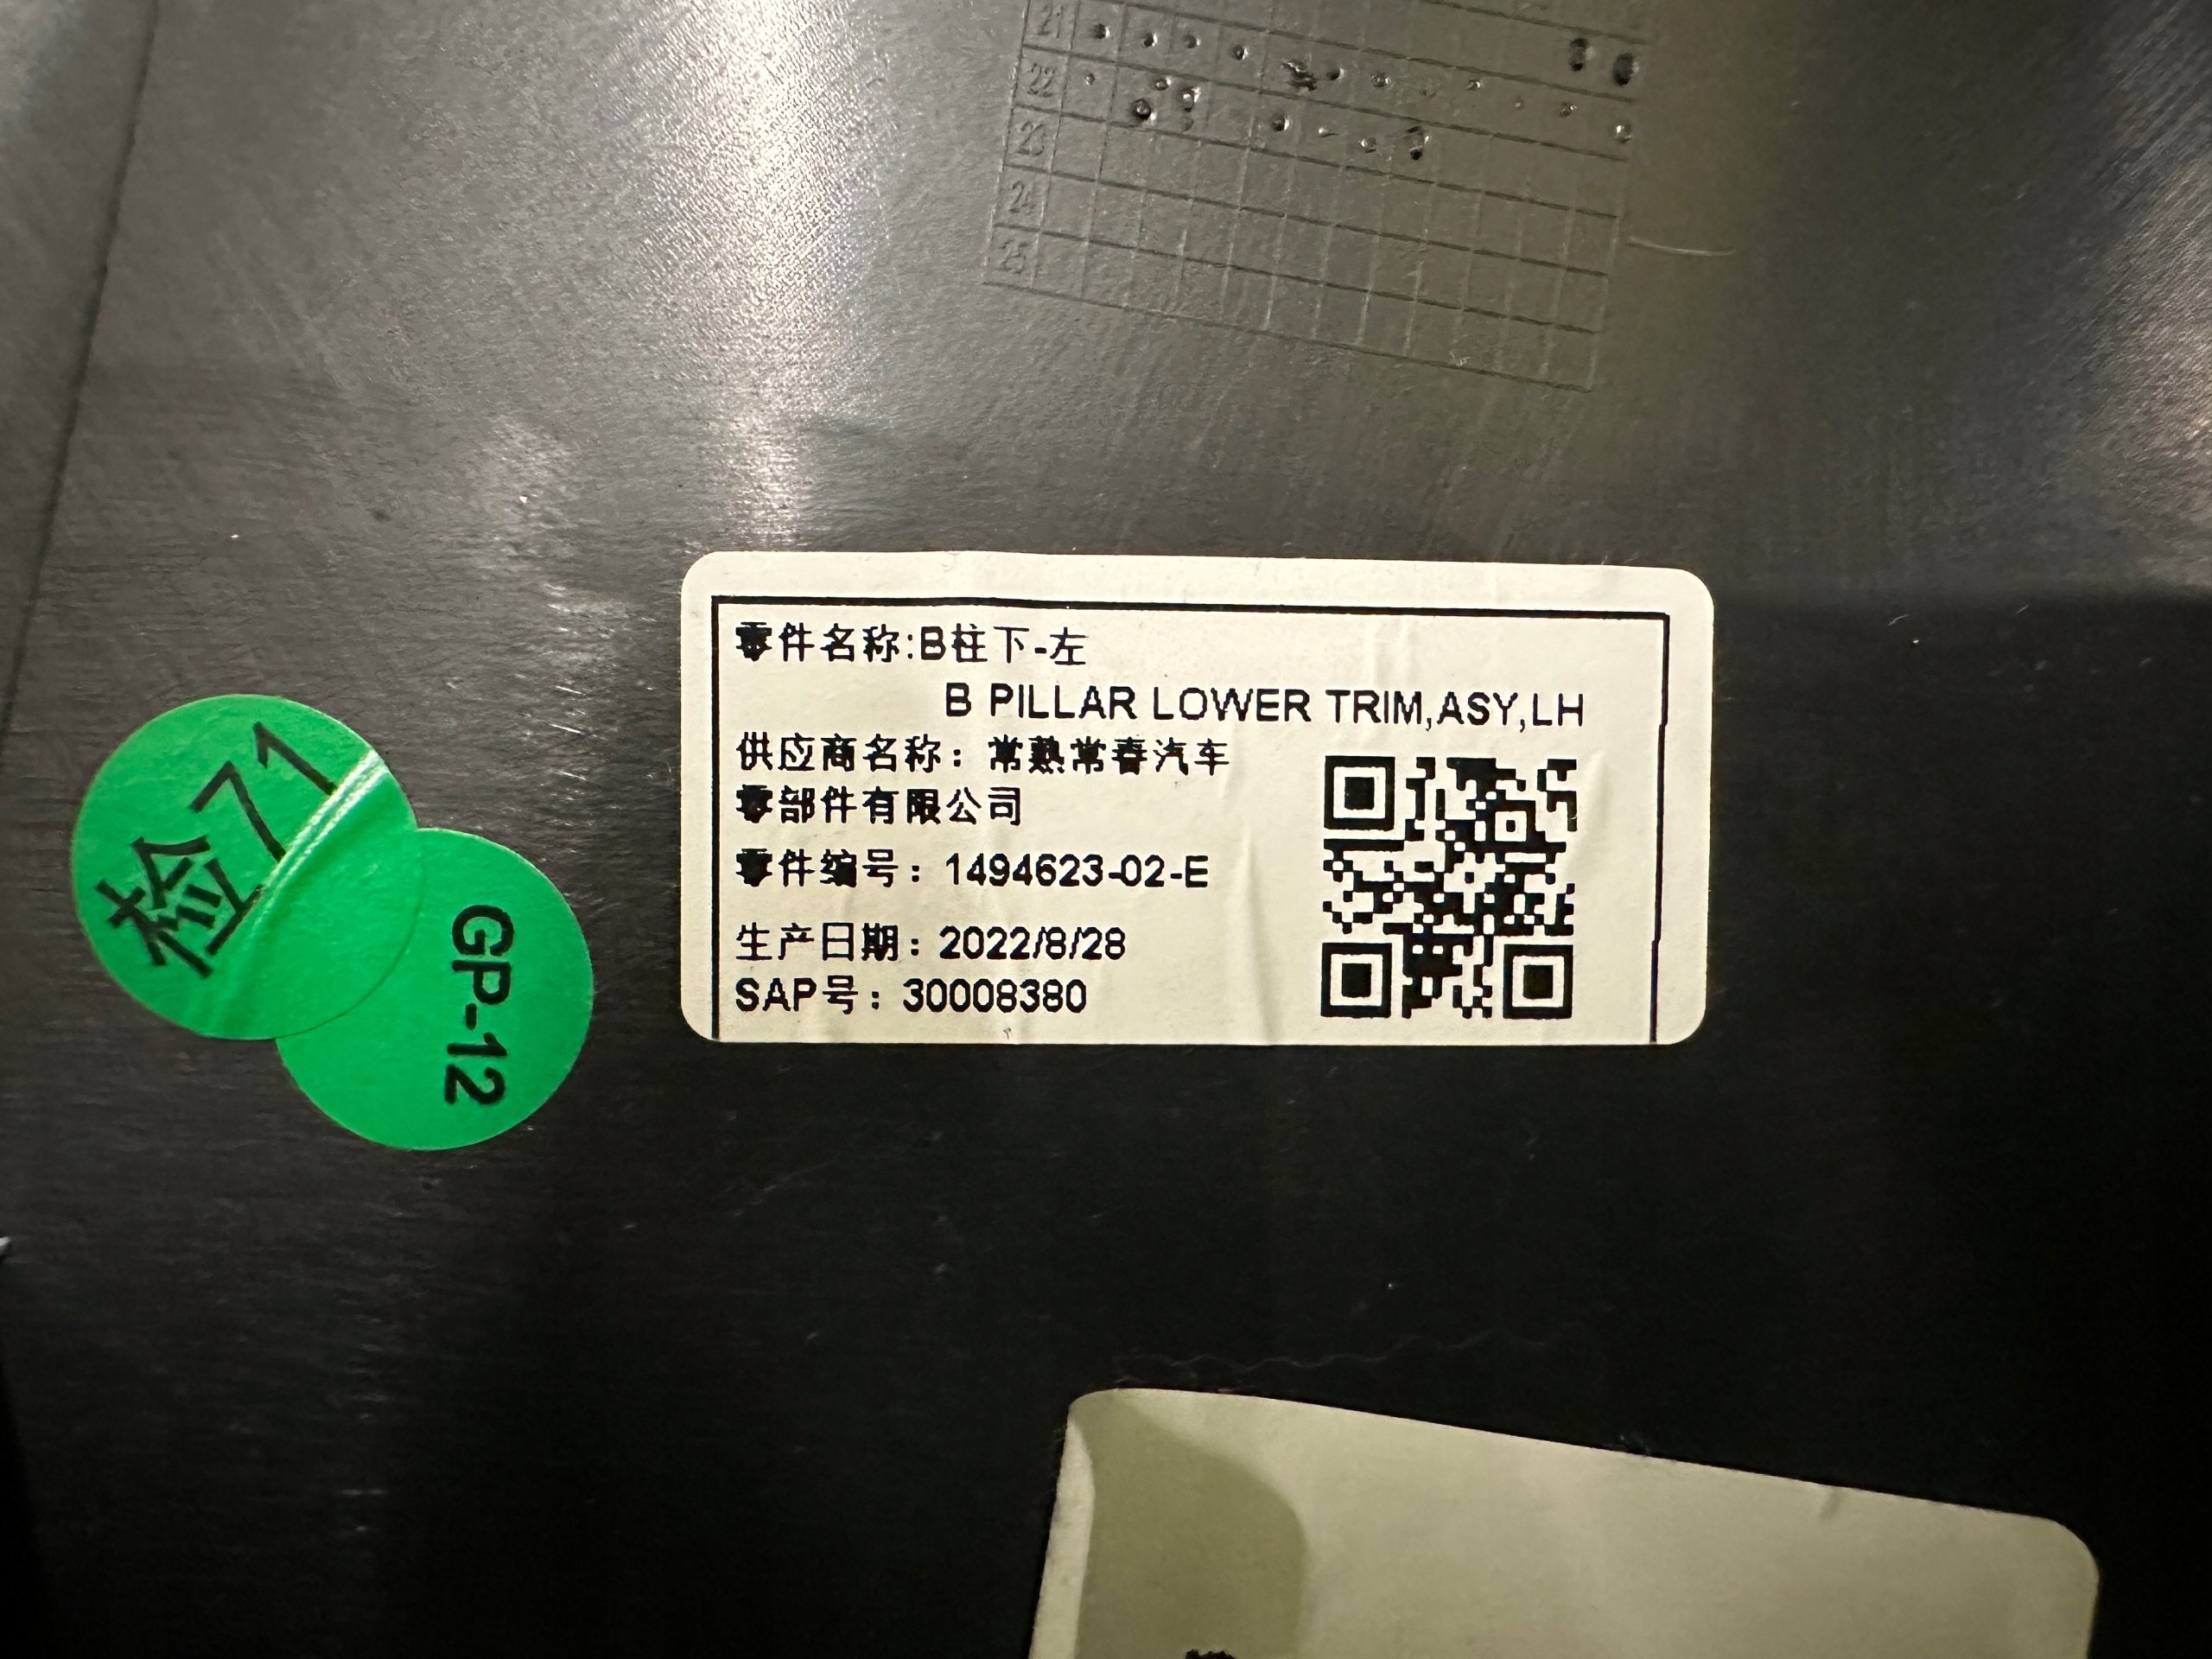 21
22
23
24
25
零件名称:B柱下-左
B PILLAR LOWER TRIM,ASY,LH
供应商名称：常熟常春汽车
零部件有限公司
零件编号：1494623-02-E
生产日期：2022/8/28
SAP号：30008380
检71
GP-12